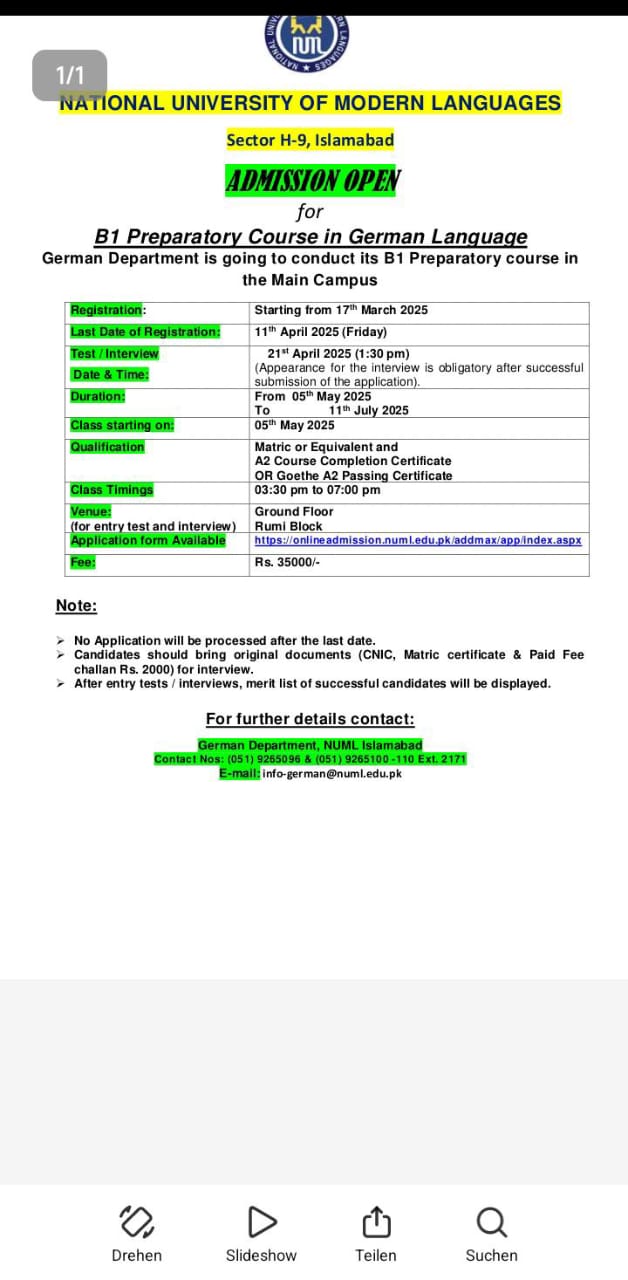 1/1
NATIONAL UNIVERSITY OF MODERN LANGUAGES
Sector H-9, Islamabad
ADMISSION OPEN
for
B1 Preparatory Course in German Language
German Department is going to conduct its B1 Preparatory course in
the Main Campus
Registration: Starting from 17th March 2025
Last Date of Registration: 11th April 2025 (Friday)
Test / Interview
Date & Time:
21st April 2025 (1:30 pm)
(Appearance for the interview is obligatory after successful
submission of the application).
Duration: From 05th May 2025
To 11th July 2025
Class starting on: 05th May 2025
Qualification Matric or Equivalent and
A2 Course Completion Certificate
OR Goethe A2 Passing Certificate
Class Timings 03:30 pm to 07:00 pm
Venue: Ground Floor
(for entry test and interview) Rumi Block
Application form Available https://onlineadmission.numl.edu.pk/addmax/app/index.aspx
Fee: Rs. 35000/-
Note:
➢ No Application will be processed after the last date.
➢ Candidates should bring original documents (CNIC, Matric certificate & Paid Fee
challan Rs. 2000) for interview.
➢ After entry tests / interviews, merit list of successful candidates will be displayed.
For further details contact:
German Department, NUML Islamabad
Contact Nos: (051) 9265096 & (051) 9265100 -110 Ext. 2171
E-mail: info-german@numl.edu.pk
Drehen Slideshow Teilen Suchen